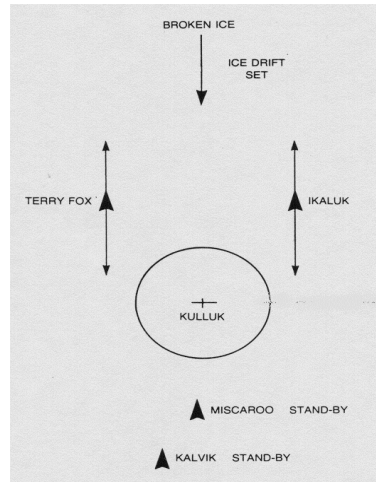 BROKEN ICE
ICE DRIFT
SET
TERRY FOX
IKALUK
KULLUK
MISCAROO STAND-BY
KALVIK STAND-BY